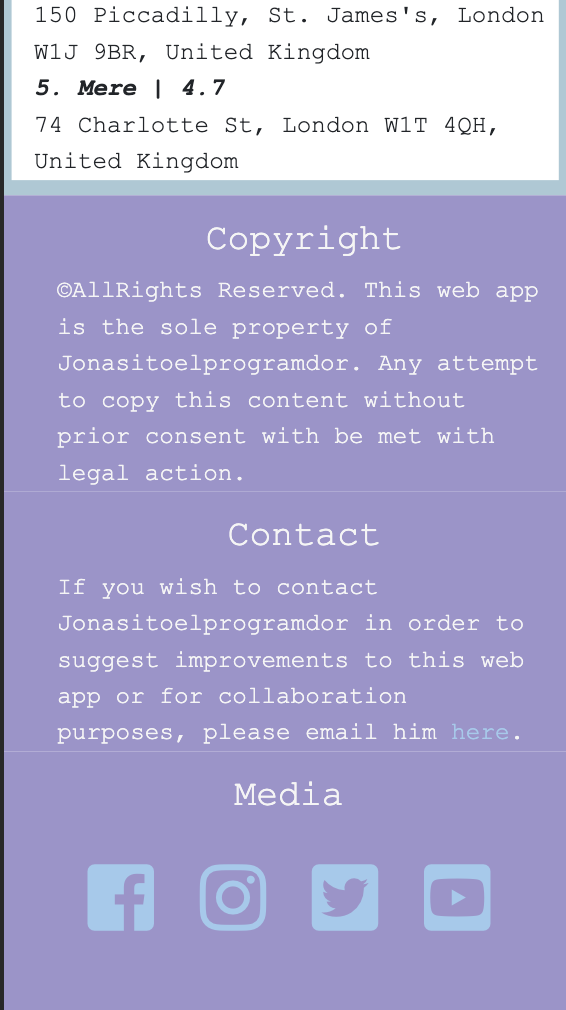 150 Piccadilly, St. James's, London
W1J 9BR, United Kingdom
5. Mere | 4.7
74 Charlotte St, London W1T 4QH,
United Kingdom
Copyright
©AllRights Reserved. This web app
is the sole property of
Jonasitoelprogramdor. Any attempt
to copy this content without
prior consent with be met with
legal action.
Contact
If you wish to contact
Jonasitoelprogramdor in order to
suggest improvements to this web
app or for collaboration
purposes, please email him here.
Media